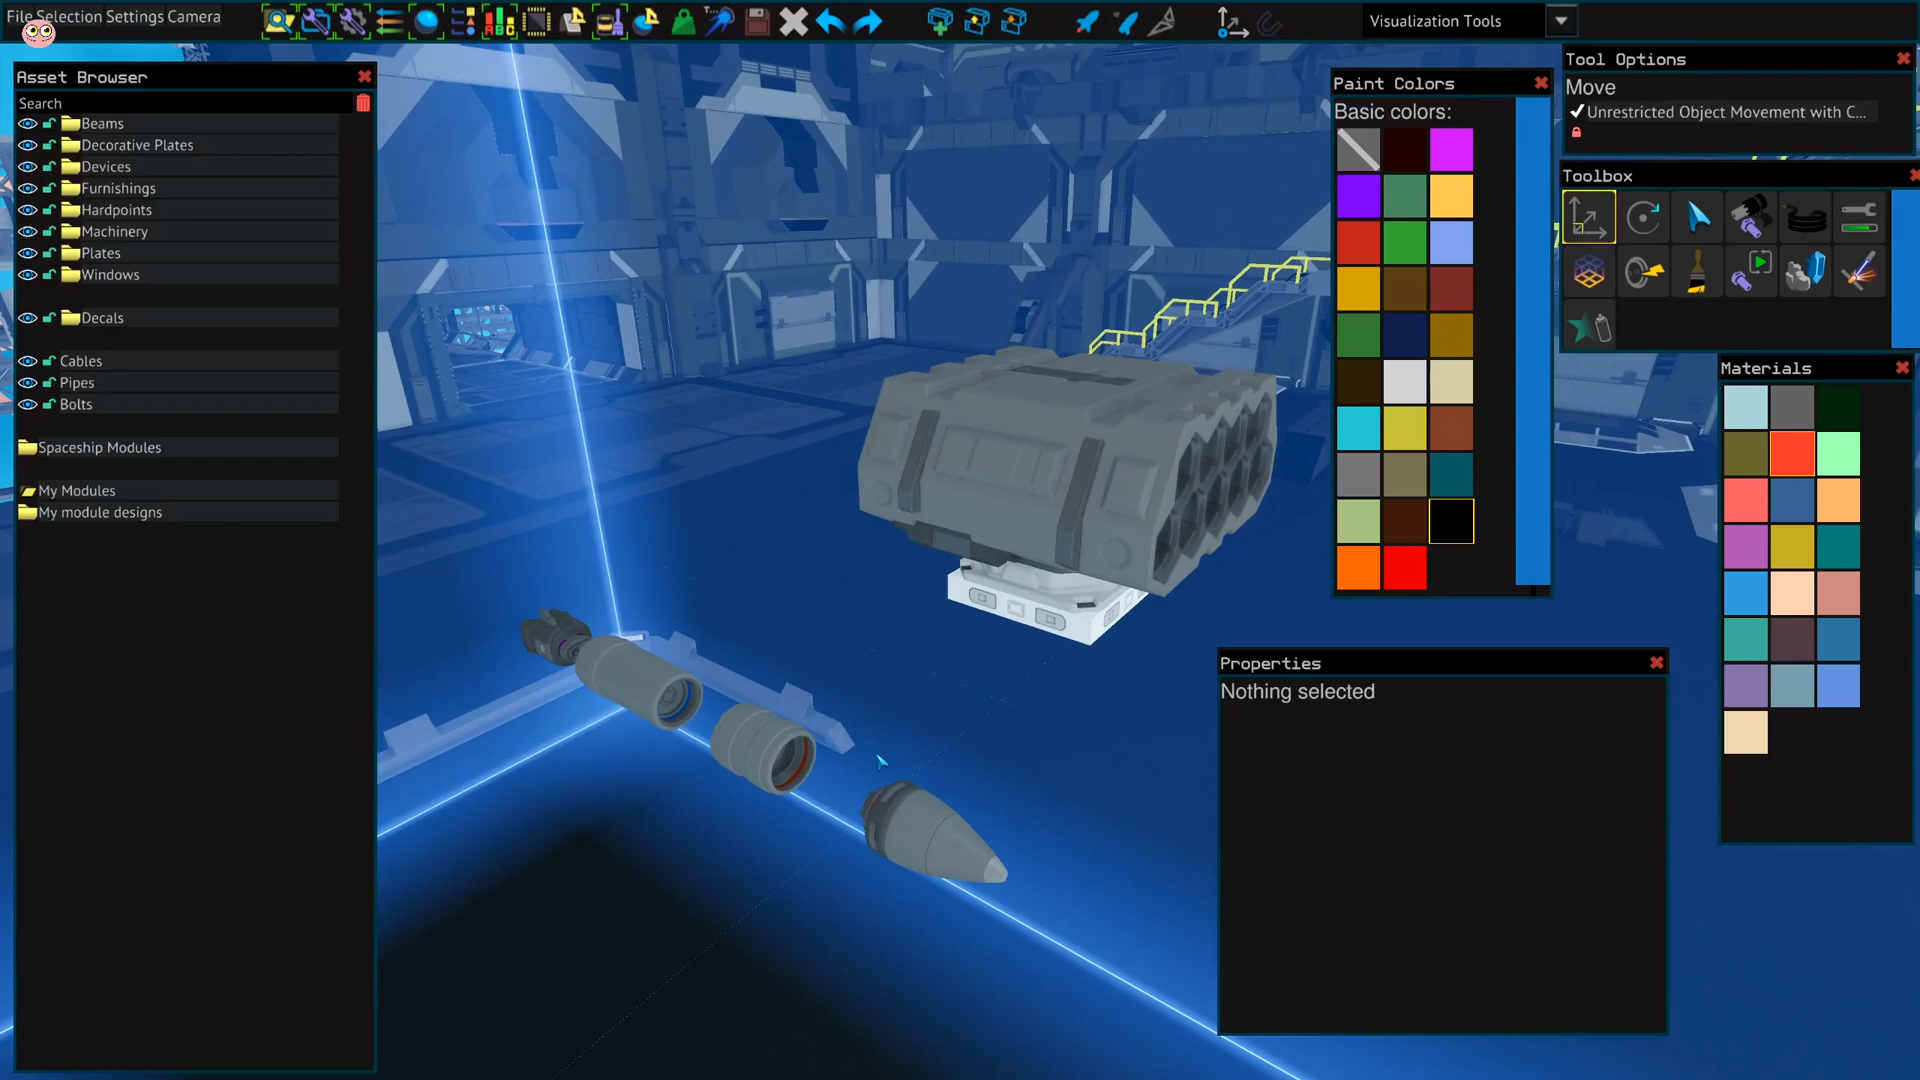 File Selection Settings Camera
Visualization Tools
Asset Browser
Search
Beams
Decorative Plates
Devices
Furnishings
Hardpoints
Machinery
Plates
Windows
Decals
Cables
Pipes
Bolts
Spaceship Modules
My Modules
My module designs
Paint Colors
Basic colors:
Tool Options
Move
Unrestricted Object Movement with C...
Toolbox
Materials
Properties
Nothing selected